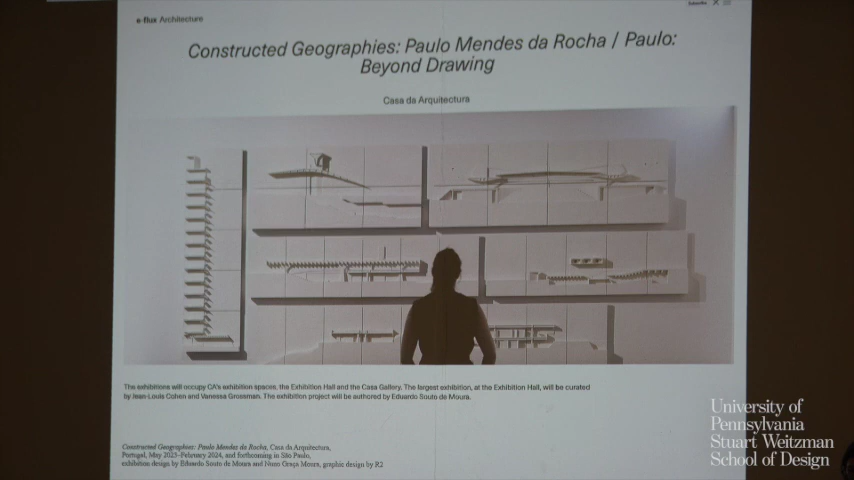 e-flux Architecture
Subscribe
Constructed Geographies: Paulo Mendes da Rocha / Paulo:
Beyond Drawing
Casa da Arquitectura
The exhibitions will occupy CA's exhibition spaces, the Exhibition Hall and the Casa Gallery. The largest exhibition, at the Exhibition Hall, will be curated
by Jean-Louis Cohen and Vanessa Grossman. The exhibition project will be authored by Eduardo Souto de Moura.
Constructed Geographies: Paulo Mendes da Rocha, Casa da Arquitectura,
Portugal, May 2023–February 2024, and forthcoming in São Paulo,
exhibition design by Eduardo Souto de Moura and Nuno Graça Moura, graphic design by R2
University of
Pennsylvania
Stuart Weitzman
School of Design